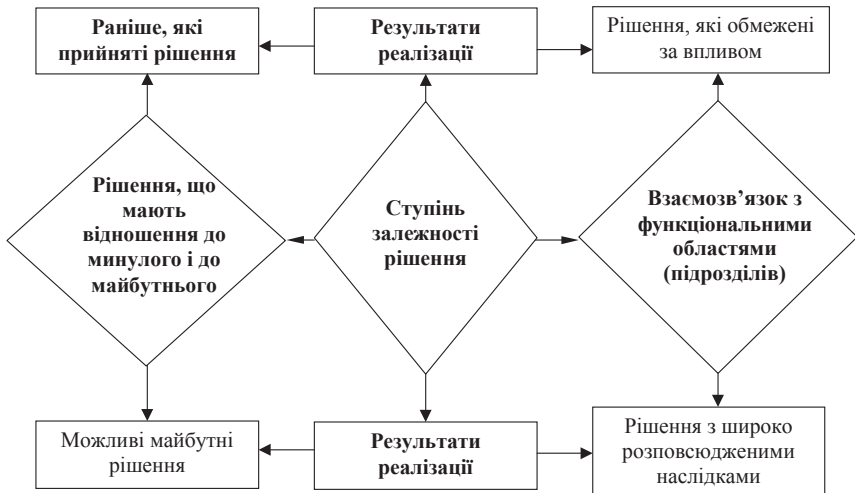 Раніше, які
прийняті рішення
Результати
реалізації
Рішення, які обмежені
за впливом
Рішення, що
мають
відношення до
минулого і до
майбутнього
Ступінь
залежності
рішення
Взаємозв’язок з
функціональними
областями
(підрозділів)
Можливі майбутні
рішення
Результати
реалізації
Рішення з широко
розповсюдженими
наслідками